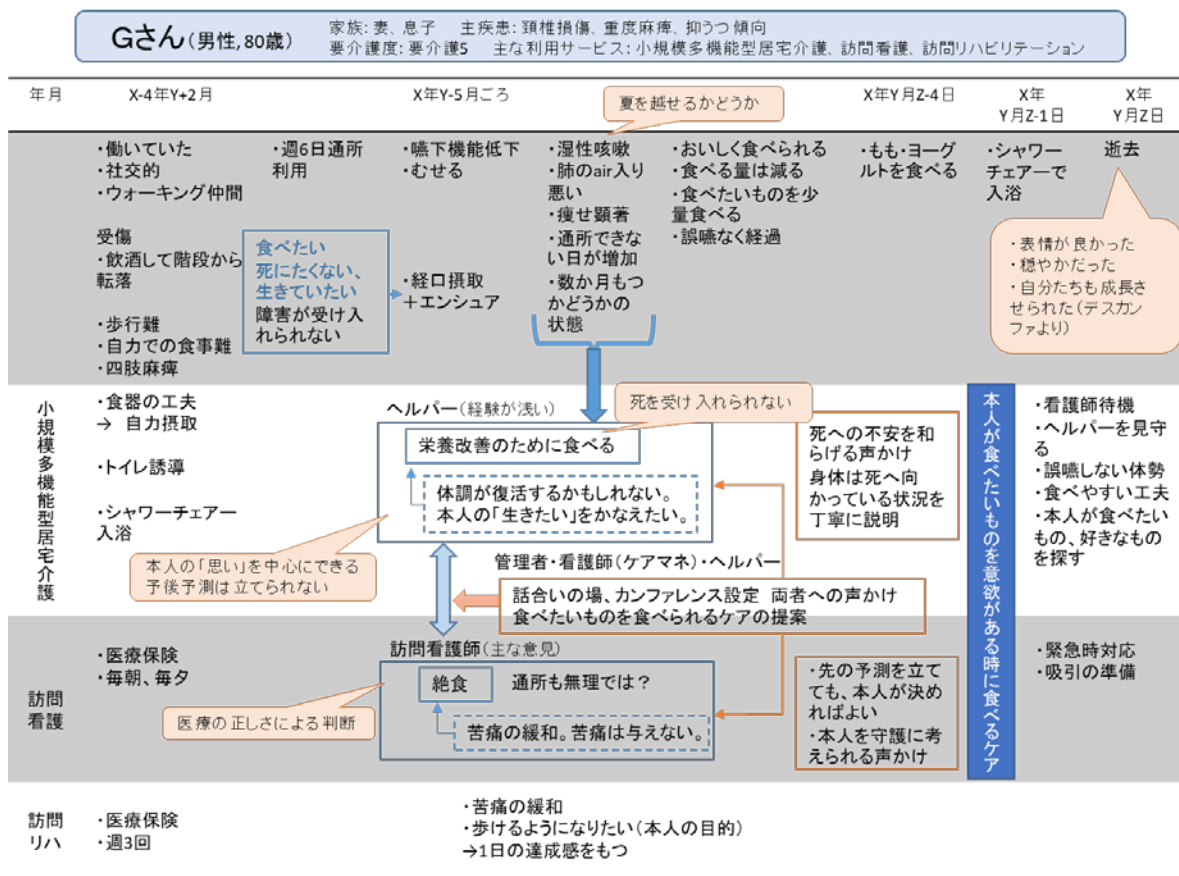 Gさん(男性,80歳)
家族:妻、息子　主疾患:頚椎損傷、重度麻痺、抑うつ傾向
要介護度:要介護5　主な利用サービス:小規模多機能型居宅介護、訪問看護、訪問リハビリテーション
年月
X-4年Y+2月
X年Y-5月ごろ
夏を越せるかどうか
X年Y月Z-4日
X年
Y月Z-1日
X年
Y月Z日
・働いていた
・社交的
・ウォーキング仲間
受傷
・飲酒して階段から
転落
・歩行難
・自力での食事難
・四肢麻痺
・週6日通所
利用
食べたい
死にたくない、
生きていたい
障害が受け入
れられない
・嚥下機能低下
・むせる
・経口摂取
＋エンシュア
・湿性咳嗽
・肺のair入り
悪い
・痩せ顕著
・通所できな
い日が増加
・数か月もつ
かどうかの
状態
・おいしく食べられる
・食べる量は減る
・食べたいものを少
量食べる
・誤嚥なく経過
・もも・ヨーグ
ルトを食べる
・シャワー
チェアーで
入浴
逝去
・表情が良かった
・穏やかだった
・自分たちも成長さ
せられた(デスカン
ファより)
小規模多機能型居宅介護
・食器の工夫
→ 自力摂取
・トイレ誘導
・シャワーチェアー
入浴
ヘルパー(経験が浅い)
死を受け入れられない
栄養改善のために食べる
体調が復活するかもしれない。
本人の「生きたい」をかなえたい。
本人の「思い」を中心にできる
予後予測は立てられない
死への不安を和
らげる声かけ
身体は死へ向
かっている状況を
丁寧に説明
管理者・看護師(ケアマネ)・ヘルパー
話合いの場、カンファレンス設定 両者への声かけ
食べたいものを食べられるケアの提案
本人が食べたいものを意欲がある時に食べるケア
・看護師待機
・ヘルパーを見守
る
・誤嚥しない体勢
・食べやすい工夫
・本人が食べたい
もの、好きなもの
を探す
訪問
看護
・医療保険
・毎朝、毎夕
訪問看護師(主な意見)
絶食
通所も無理では？
苦痛の緩和。苦痛は与えない。
医療の正しさによる判断
・先の予測を立て
ても、本人が決め
ればよい
・本人を守護に考
えられる声かけ
・緊急時対応
・吸引の準備
訪問
リハ
・医療保険
・週3回
・苦痛の緩和
・歩けるようになりたい(本人の目的)
→1日の達成感をもつ